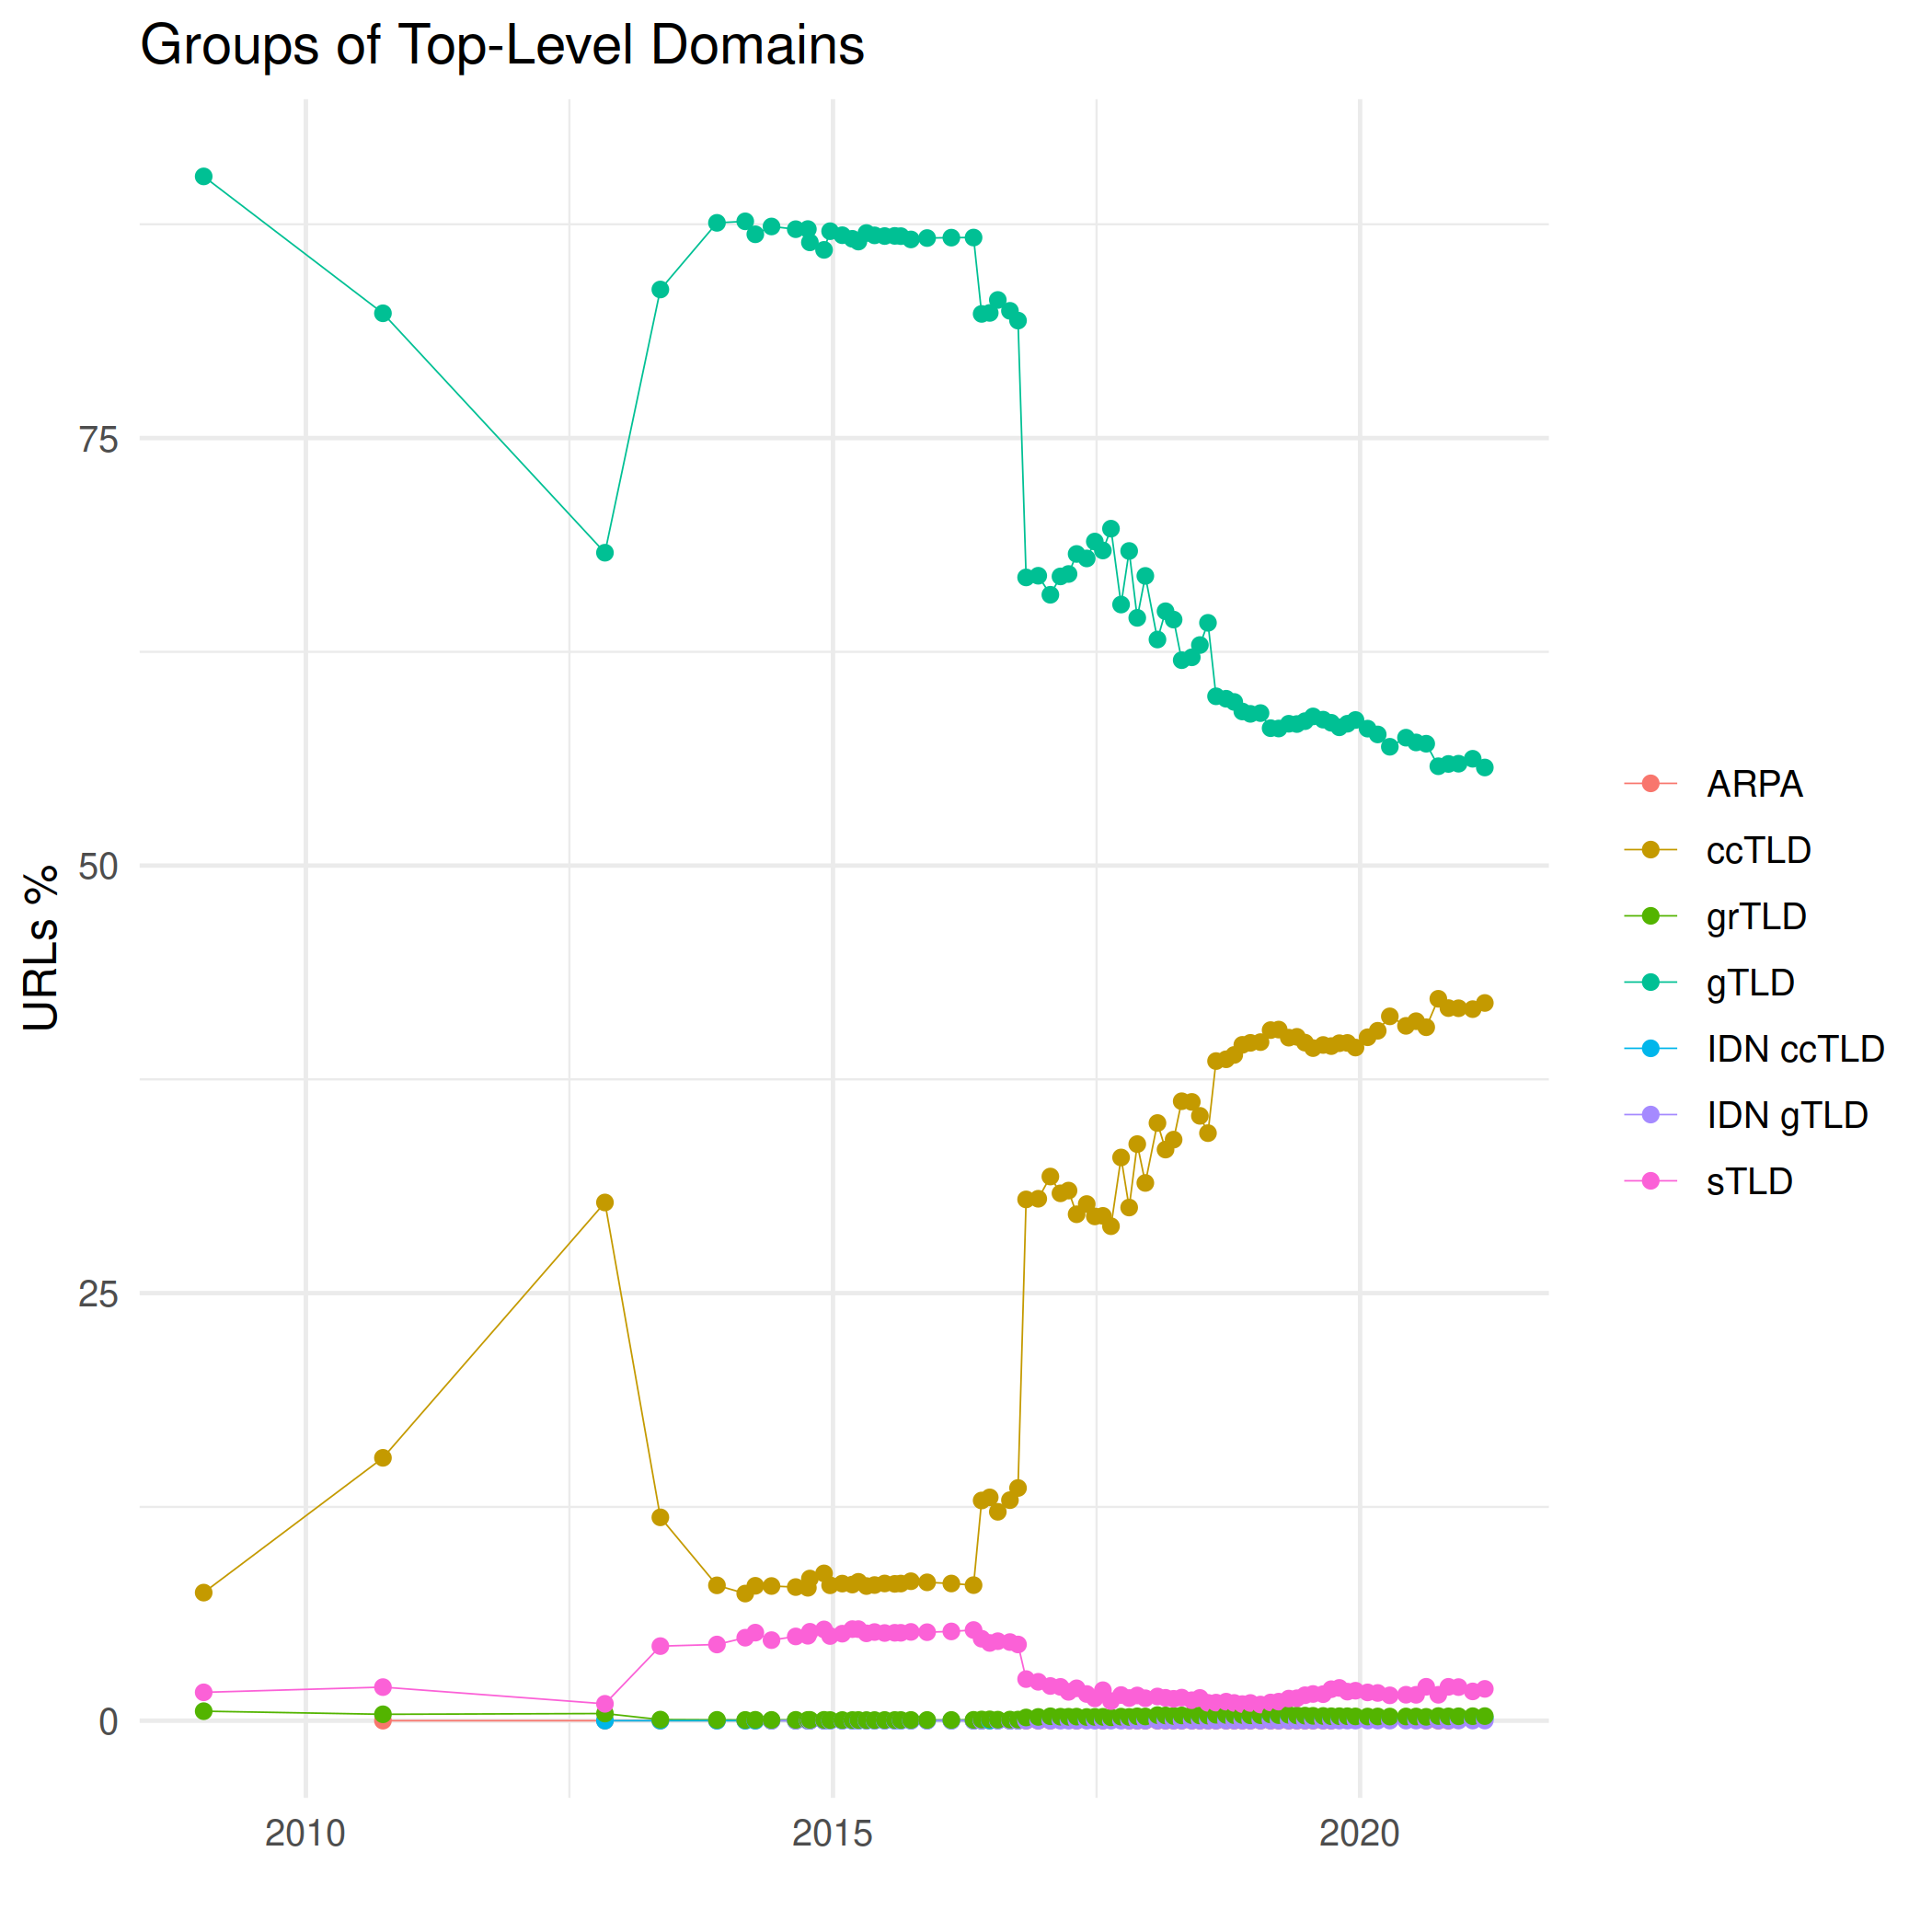 Groups of Top-Level Domains
URLs %
75
50
25
0
2010
2015
2020
ARPA
ccTLD
grTLD
gTLD
IDN ccTLD
IDN gTLD
sTLD